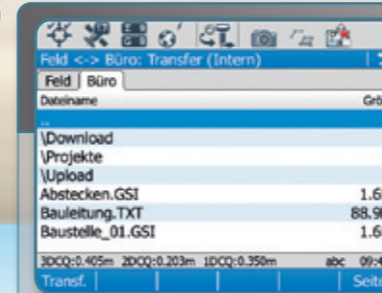 Feld <-> Büro: Transfer (Intern)
Feld Büro
Dateiname Grö
..
\Download
\Projekte
\Upload
Abstecken.GSI 1.6
Bauleitung.TXT 88.9
Baustelle_01.GSI 1.6
3DCQ:0.405m 2DCQ:0.203m 1DCQ:0.350m abc 09:4
Transf. Seite